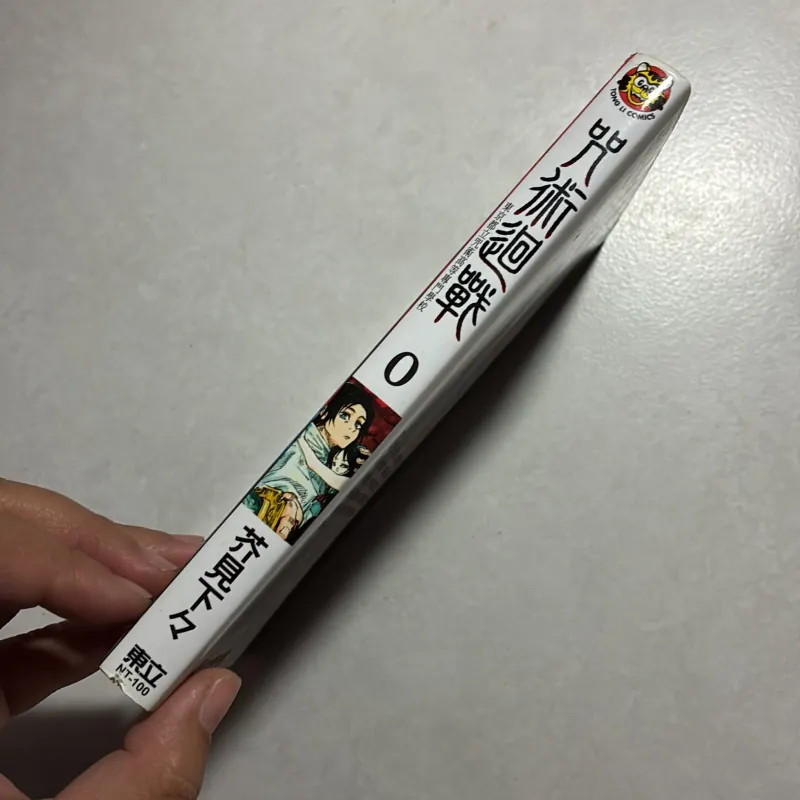 TONG LI COMICS
咒術迴戰
東京都立咒術高等專門學校
0
芥見下々
東立
NT-100